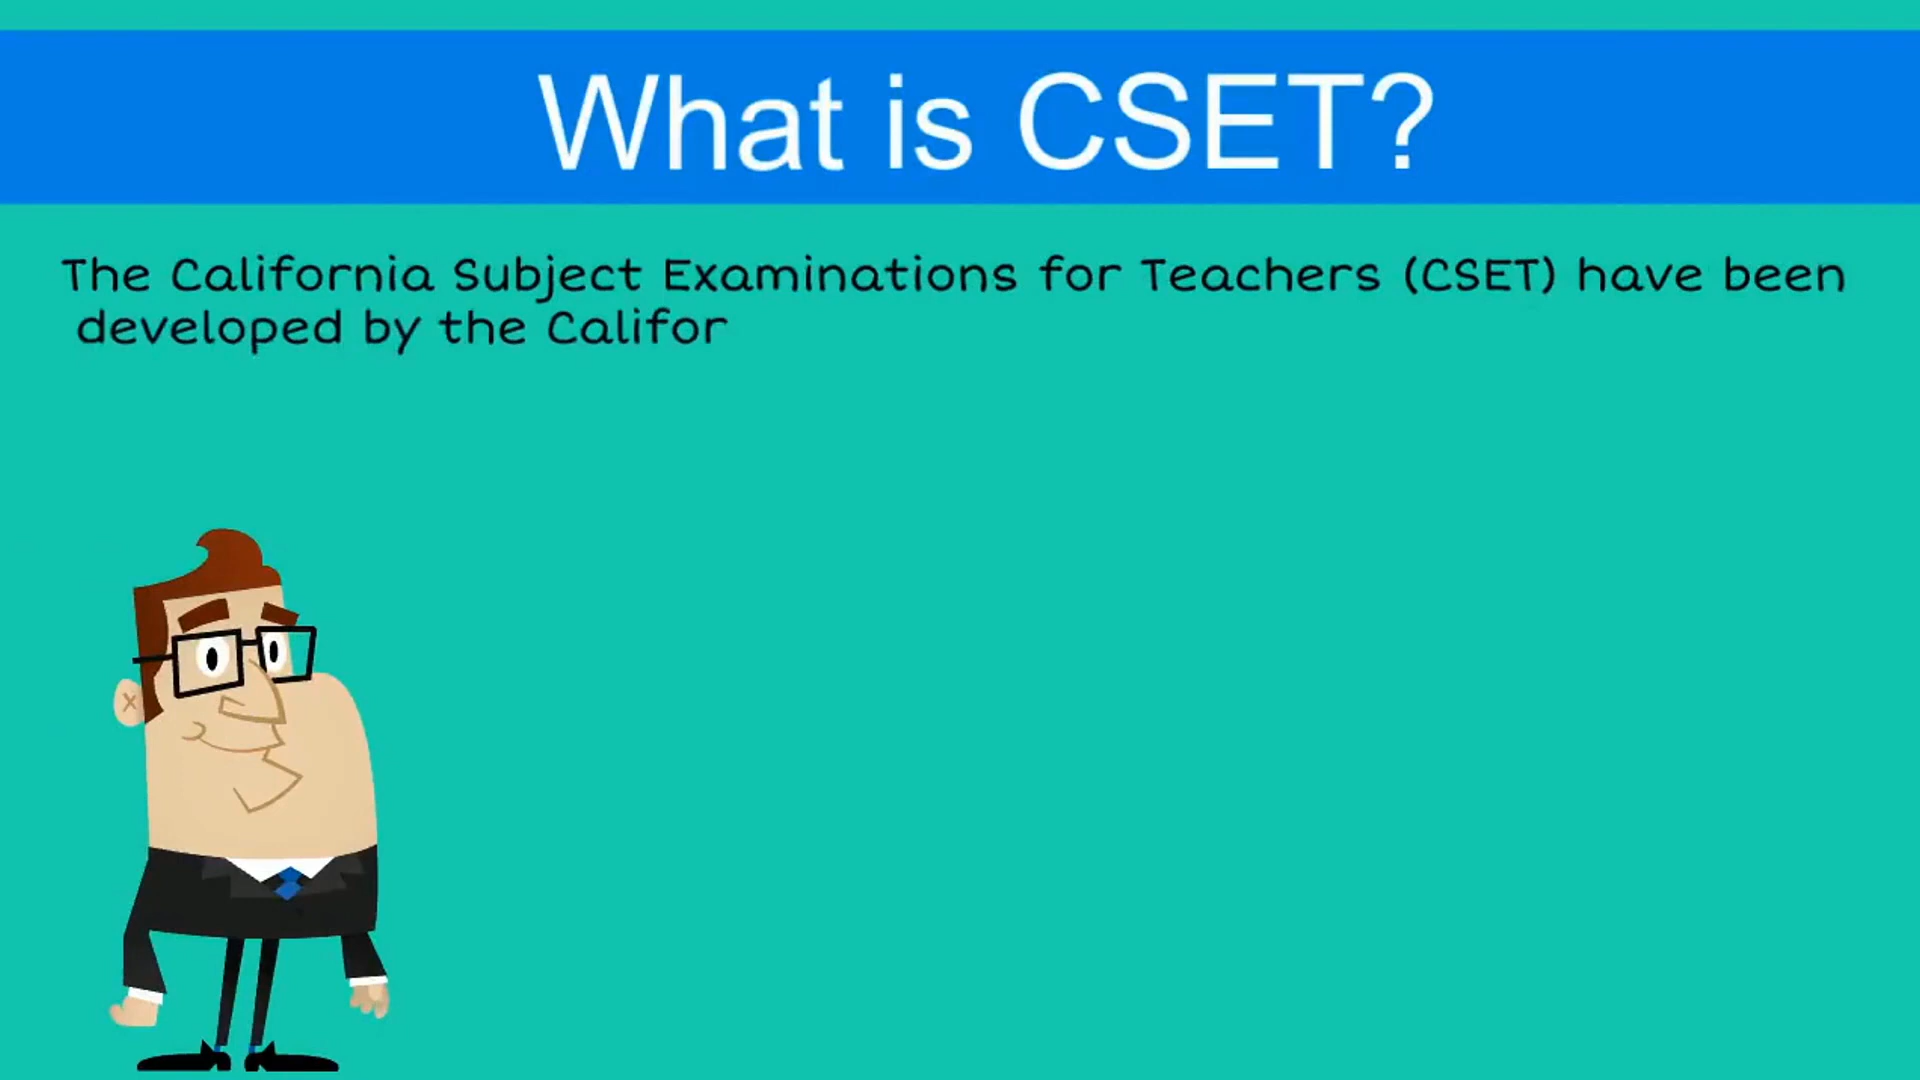 What is CSET?
The California Subject Examinations for Teachers (CSET) have been
developed by the Califor